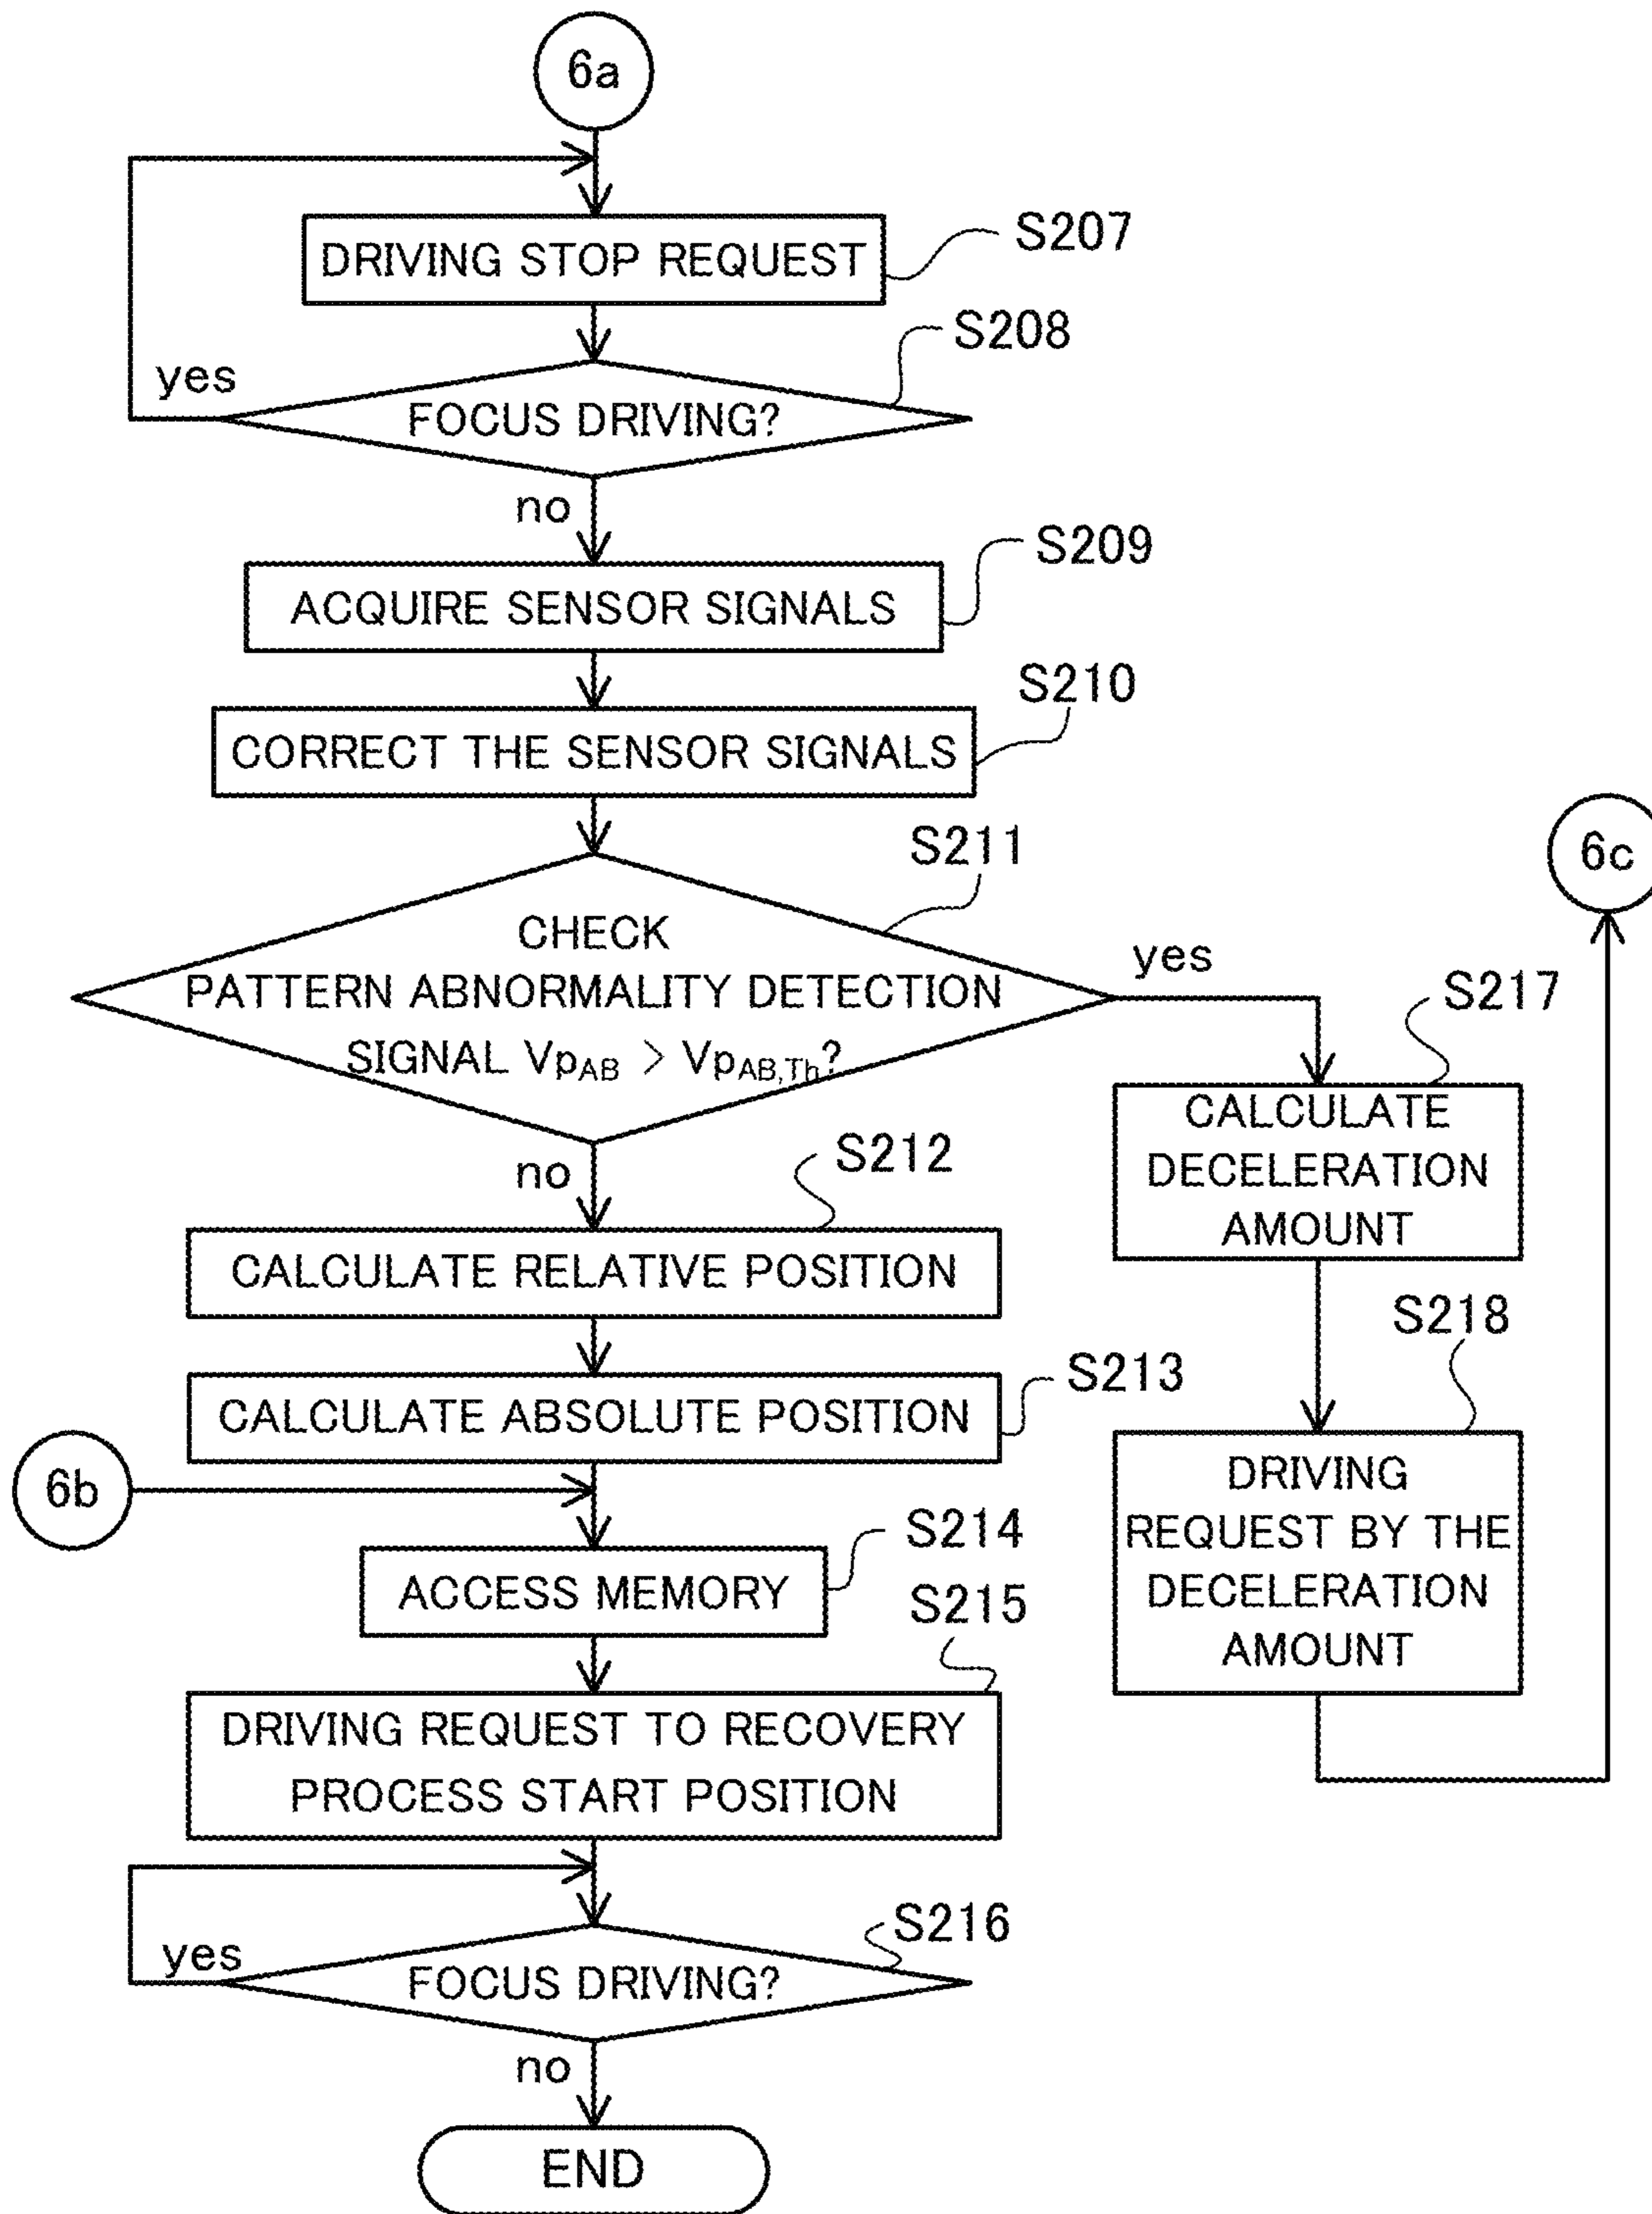 6a
S207
DRIVING STOP REQUEST
S208
yes
FOCUS DRIVING?
no
S209
ACQUIRE SENSOR SIGNALS
S210
CORRECT THE SENSOR SIGNALS
S211
6c
CHECK
PATTERN ABNORMALITY DETECTION
SIGNAL VpAB > VpAB,Th?
yes
S217
CALCULATE
DECELERATION
AMOUNT
no
S212
CALCULATE RELATIVE POSITION
S213
CALCULATE ABSOLUTE POSITION
S218
DRIVING
REQUEST BY THE
DECELERATION
AMOUNT
6b
S214
ACCESS MEMORY
S215
DRIVING REQUEST TO RECOVERY
PROCESS START POSITION
S216
yes
FOCUS DRIVING?
no
END